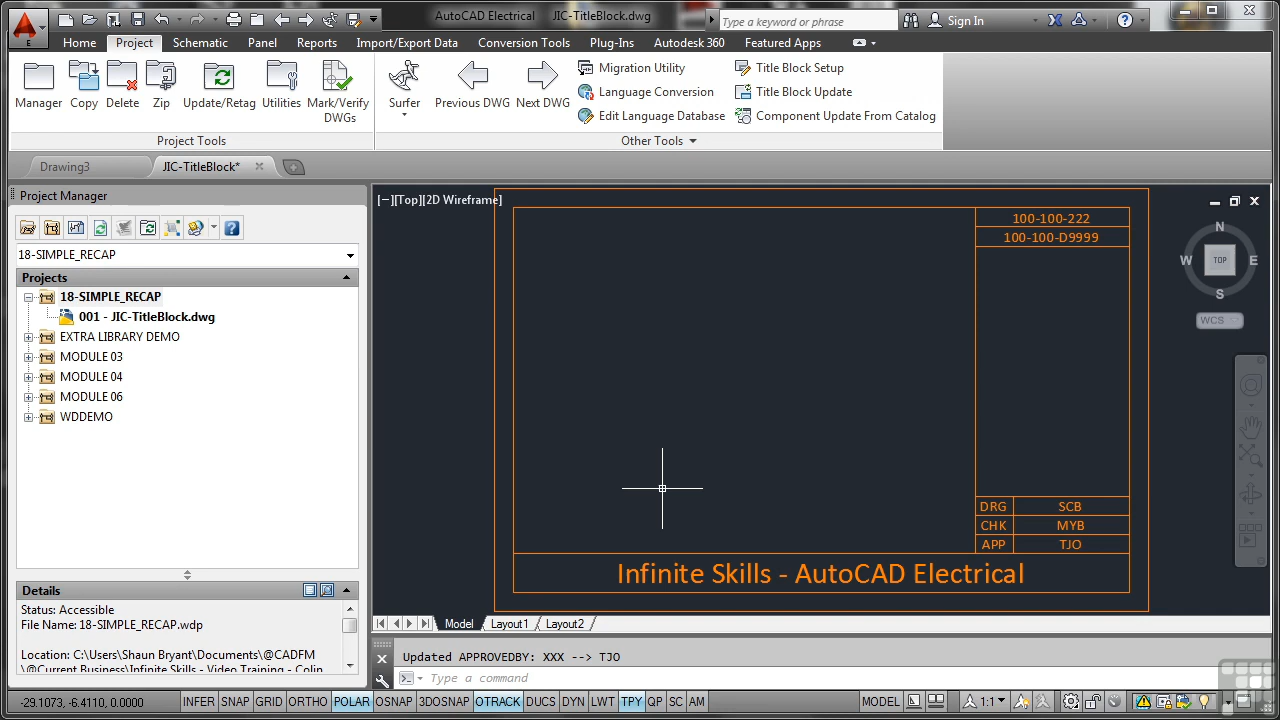 AutoCAD Electrical JIC-TitleBlock.dwg
Type a keyword or phrase
Sign In
E
Home Project Schematic Panel Reports Import/Export Data Conversion Tools Plug-Ins Autodesk 360 Featured Apps
Manager Copy Delete Zip Update/Retag Utilities Mark/Verify DWGs
Surfer Previous DWG Next DWG
Migration Utility
Language Conversion
Edit Language Database
Title Block Setup
Title Block Update
Component Update From Catalog
Project Tools
Other Tools
Drawing3
JIC-TitleBlock*
Project Manager
18-SIMPLE_RECAP
Projects
18-SIMPLE_RECAP
001 - JIC-TitleBlock.dwg
EXTRA LIBRARY DEMO
MODULE 03
MODULE 04
MODULE 06
WDDEMO
Details
Status: Accessible
File Name: 18-SIMPLE_RECAP.wdp
Location: C:\Users\Shaun Bryant\Documents\@CADFM
\@Current Business\Infinite Skills - Video Training - Colin
[−][Top][2D Wireframe]
100-100-222
100-100-D9999
N
W TOP E
S
WCS
DRG SCB
CHK MYB
APP TJO
Infinite Skills - AutoCAD Electrical
Model Layout1 Layout2
Updated APPROVEDBY: XXX --> TJO
Type a command
-29.1073, -6.4110, 0.0000 INFER SNAP GRID ORTHO POLAR OSNAP 3DOSNAP OTRACK DUCS DYN LWT TPY QP SC AM MODEL 1:1